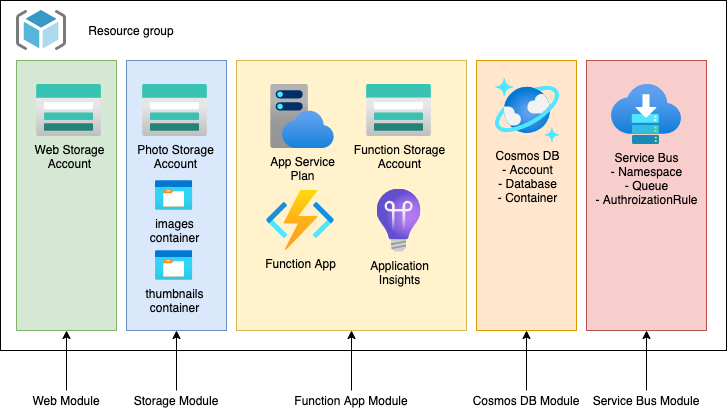 Resource group
Web Storage
Account
Photo Storage
Account
images
container
thumbnails
container
App Service
Plan
Function Storage
Account
Function App
Application
Insights
Cosmos DB
- Account
- Database
- Container
Service Bus
- Namespace
- Queue
- AuthroizationRule
Web Module
Storage Module
Function App Module
Cosmos DB Module
Service Bus Module